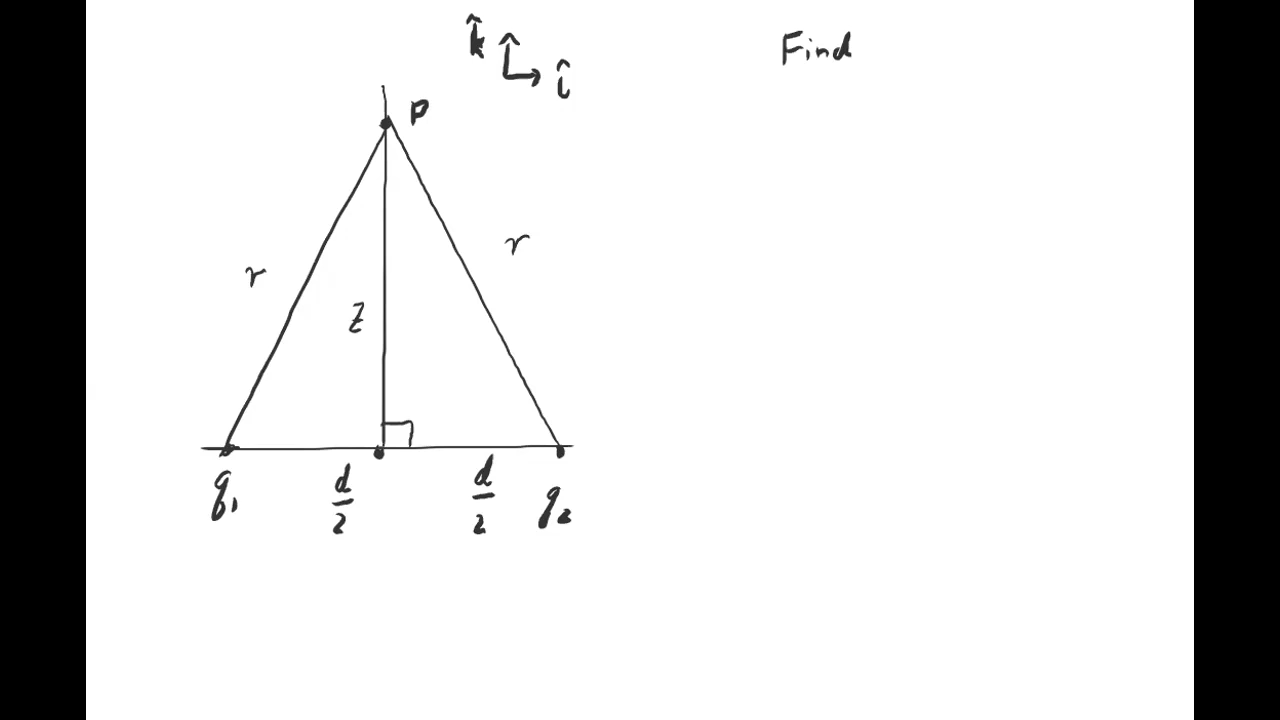 k̂
î
Find
P
r
r
z
q₁
d/2
d/2
q₂